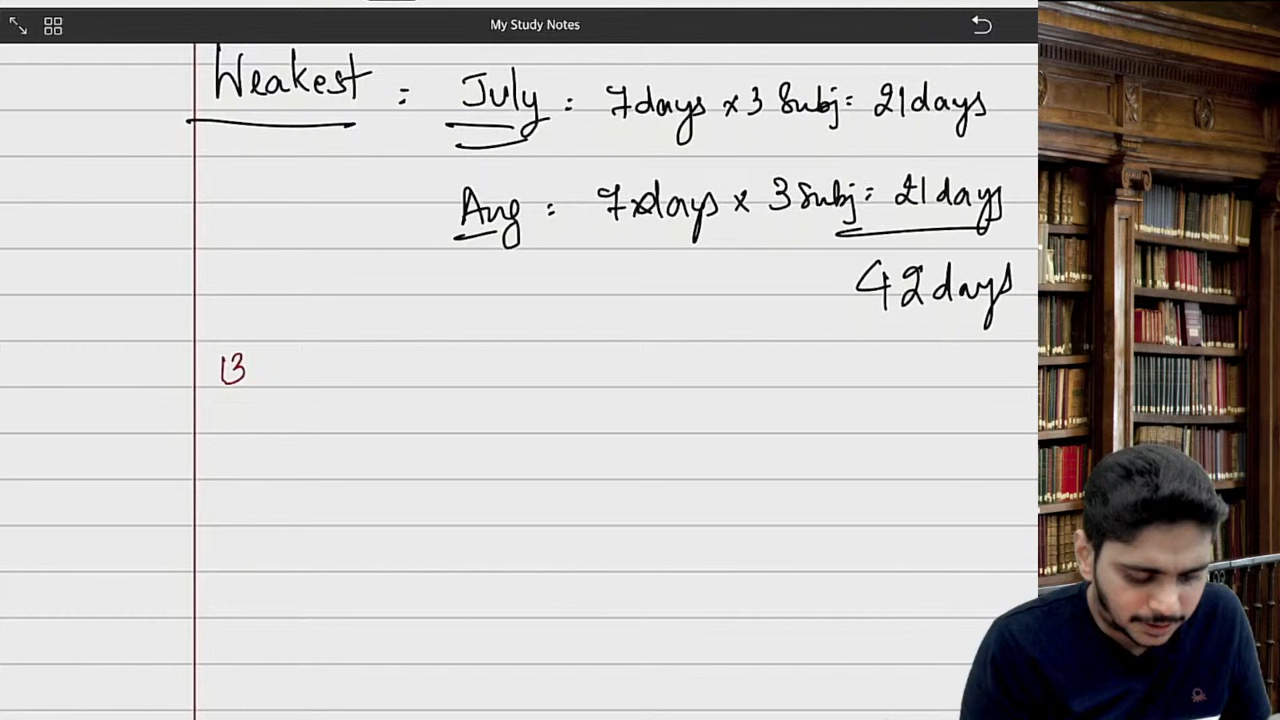 My Study Notes
Weakest : July : 7days x 3 Subj = 21days
Aug : 7days x 3 Subj = 21days
42days
13